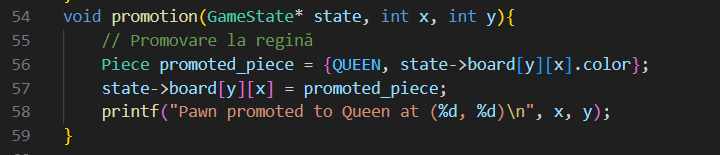 54 void promotion(GameState* state, int x, int y){
55 // Promovare la regină
56 Piece promoted_piece = {QUEEN, state->board[y][x].color};
57 state->board[y][x] = promoted_piece;
58 printf("Pawn promoted to Queen at (%d, %d)\n", x, y);
59 }